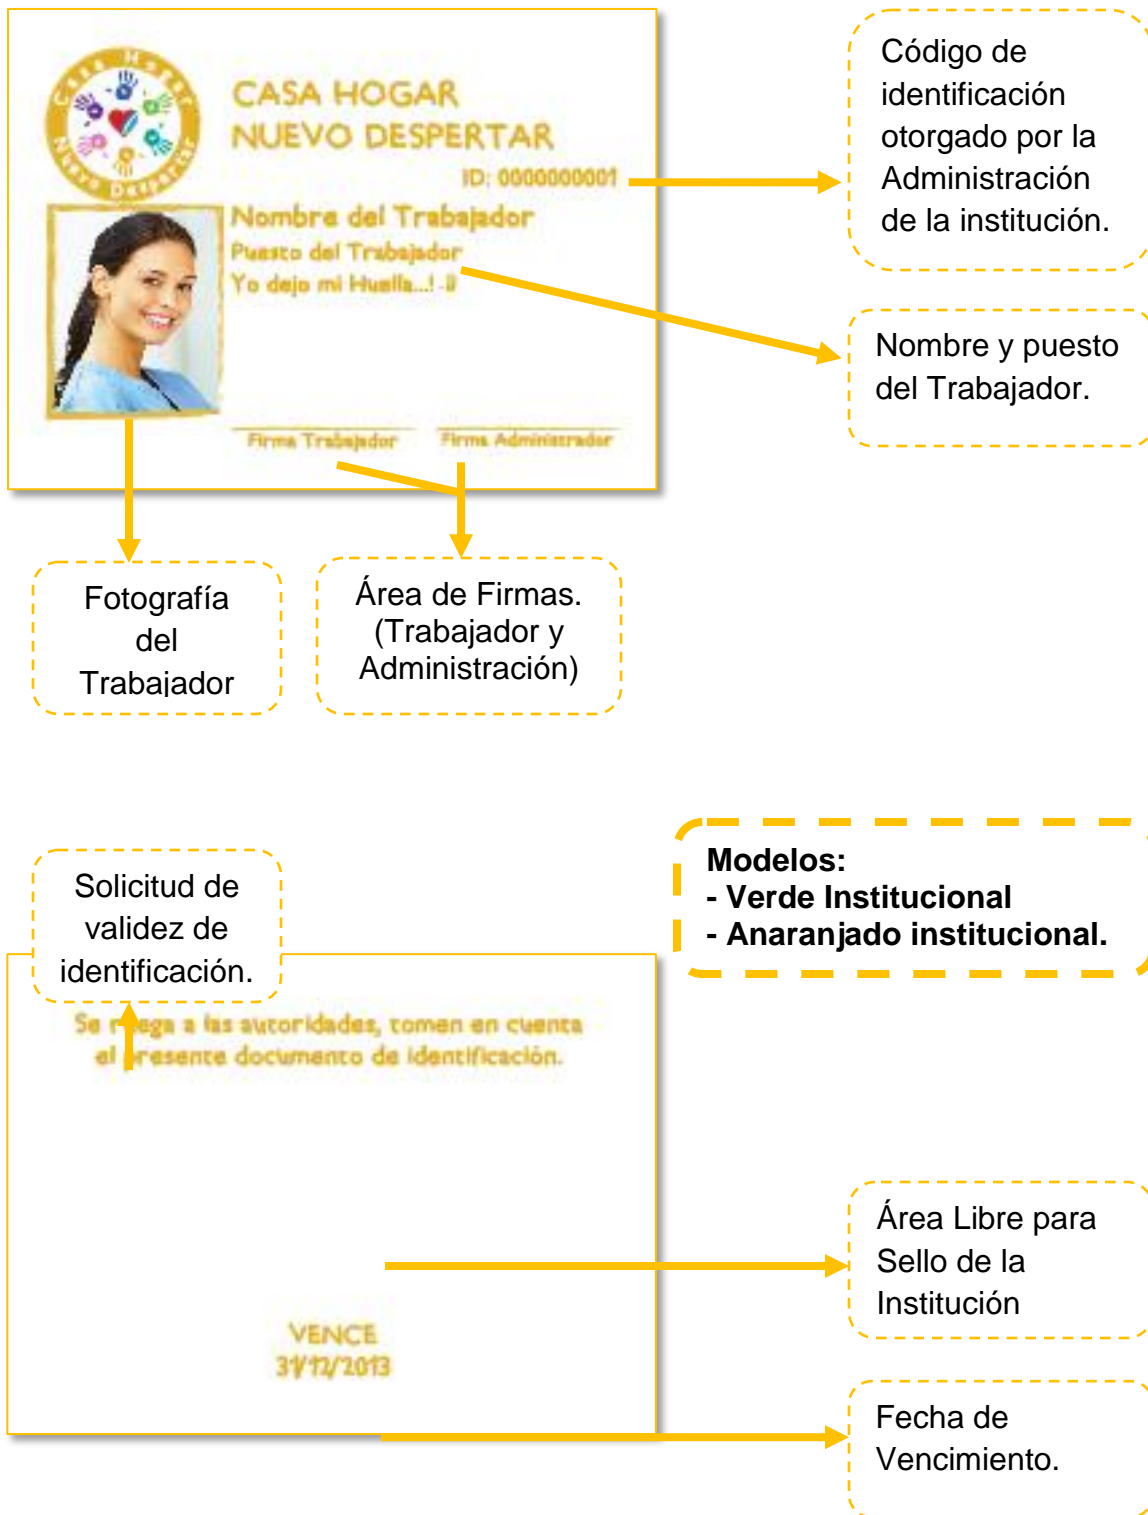 Casa Hogar
Nuevo Despertar
CASA HOGAR
NUEVO DESPERTAR
ID: 0000000001
Nombre del Trabajador
Puesto del Trabajador
Yo dejo mi Huella...!
Firma Trabajador
Firma Administrador
Código de
identificación
otorgado por la
Administración
de la institución.
Nombre y puesto
del Trabajador.
Fotografía
del
Trabajador
Área de Firmas.
(Trabajador y
Administración)
Modelos:
- Verde Institucional
- Anaranjado institucional.
Solicitud de
validez de
identificación.
Se ruega a las autoridades, tomen en cuenta
el presente documento de identificación.
VENCE
31/12/2013
Área Libre para
Sello de la
Institución
Fecha de
Vencimiento.